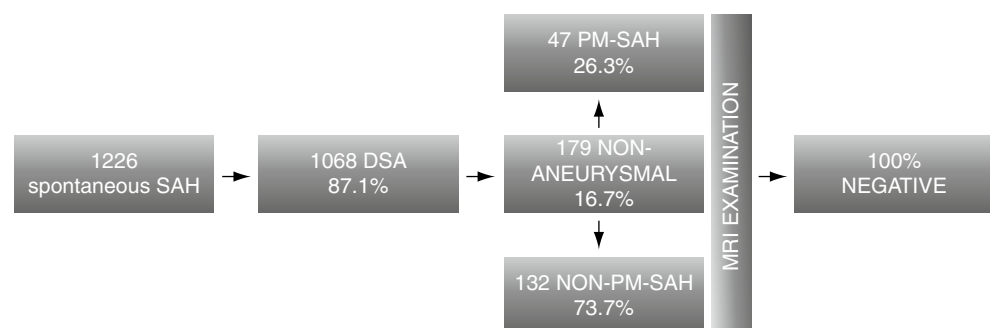 1226
spontaneous SAH
1068 DSA
87.1%
47 PM-SAH
26.3%
179 NON-
ANEURYSMAL
16.7%
132 NON-PM-SAH
73.7%
MRI EXAMINATION
100%
NEGATIVE